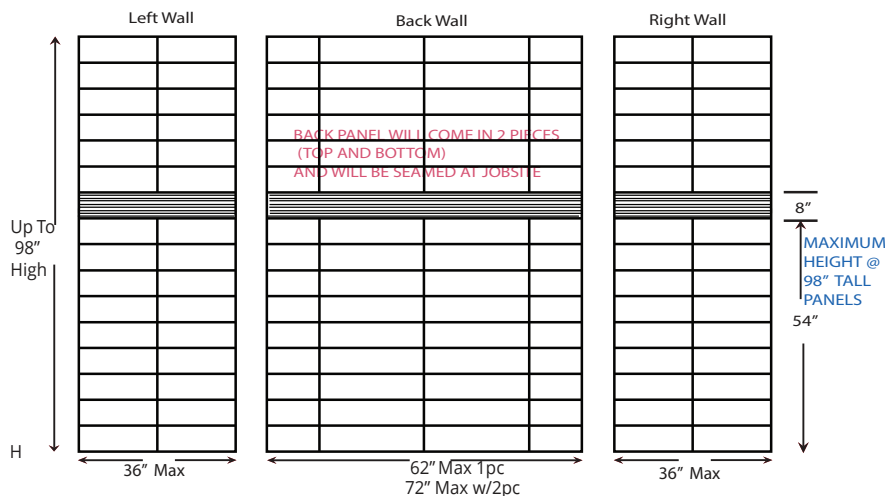 Left Wall
Back Wall
Right Wall
BACK PANEL WILL COME IN 2 PIECES
(TOP AND BOTTOM)
AND WILL BE SEAMED AT JOBSITE
8”
Up To
98”
High
MAXIMUM
HEIGHT @
98” TALL
PANELS
54”
H
36” Max
62” Max 1pc
72” Max w/2pc
36” Max